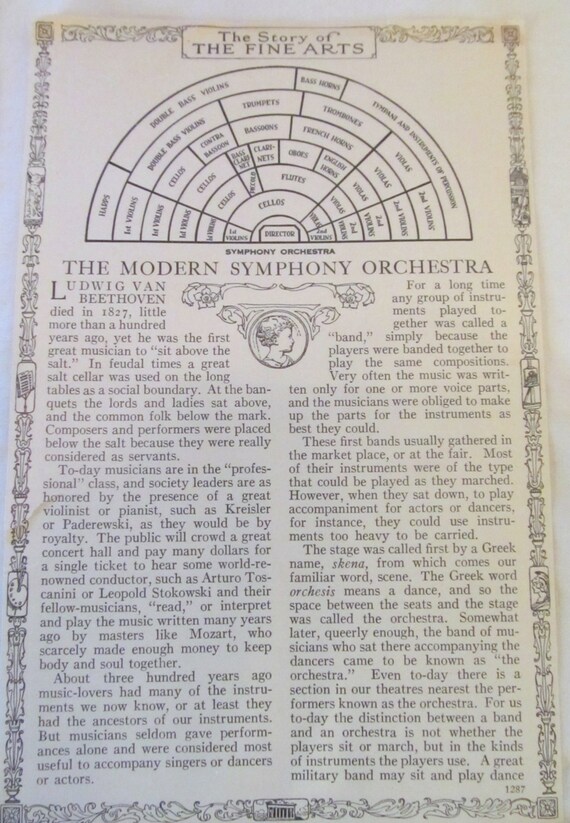 The Story of
THE FINE ARTS
DOUBLE BASS VIOLINS
BASS HORNS
TYMPANI AND INSTRUMENTS OF PERCUSSION
DOUBLE BASS VIOLINS
TRUMPETS
TROMBONES
VIOLAS
HARPS
CELLOS
CONTRA BASSOON
BASSOONS
FRENCH HORNS
VIOLAS
CELLOS
BASS CLARINET
CLARI-
NETS
OBOES
ENGLISH HORNS
VIOLAS
CELLOS
PICCOLO
FLUTES
VIOLAS
CELLOS
VIOLAS
1st VIOLINS
1st VIOLINS
1st VIOLINS
1st VIOLINS
1st VIOLINS
DIRECTOR
2nd VIOLINS
2nd VIOLINS
2nd VIOLINS
2nd VIOLINS
2nd VIOLINS
SYMPHONY ORCHESTRA
THE MODERN SYMPHONY ORCHESTRA
LUDWIG VAN
BEETHOVEN
died in 1827, little
more than a hundred
years ago, yet he was the first
great musician to "sit above the
salt." In feudal times a great
salt cellar was used on the long
tables as a social boundary. At the ban-
quets the lords and ladies sat above,
and the common folk below the mark.
Composers and performers were placed
below the salt because they were really
considered as servants.
To-day musicians are in the "profes-
sional" class, and society leaders are as
honored by the presence of a great
violinist or pianist, such as Kreisler
or Paderewski, as they would be by
royalty. The public will crowd a great
concert hall and pay many dollars for
a single ticket to hear some world-re-
nowned conductor, such as Arturo Tos-
canini or Leopold Stokowski and their
fellow-musicians, "read," or interpret
and play the music written many years
ago by masters like Mozart, who
scarcely made enough money to keep
body and soul together.
About three hundred years ago
music-lovers had many of the instru-
ments we now know, or at least they
had the ancestors of our instruments.
But musicians seldom gave perform-
ances alone and were considered most
useful to accompany singers or dancers
or actors.
For a long time
any group of instru-
ments played to-
gether was called a
"band," simply because the
players were banded together to
play the same compositions.
Very often the music was writ-
ten only for one or more voice parts,
and the musicians were obliged to make
up the parts for the instruments as
best they could.
These first bands usually gathered in
the market place, or at the fair. Most
of their instruments were of the type
that could be played as they marched.
However, when they sat down, to play
accompaniment for actors or dancers,
for instance, they could use instru-
ments too heavy to be carried.
The stage was called first by a Greek
name, skena, from which comes our
familiar word, scene. The Greek word
orchesis means a dance, and so the
space between the seats and the stage
was called the orchestra. Somewhat
later, queerly enough, the band of mu-
sicians who sat there accompanying the
dancers came to be known as "the
orchestra." Even to-day there is a
section in our theatres nearest the per-
formers known as the orchestra. For us
to-day the distinction between a band
and an orchestra is not whether the
players sit or march, but in the kinds
of instruments the players use. A great
military band may sit and play dance
1287